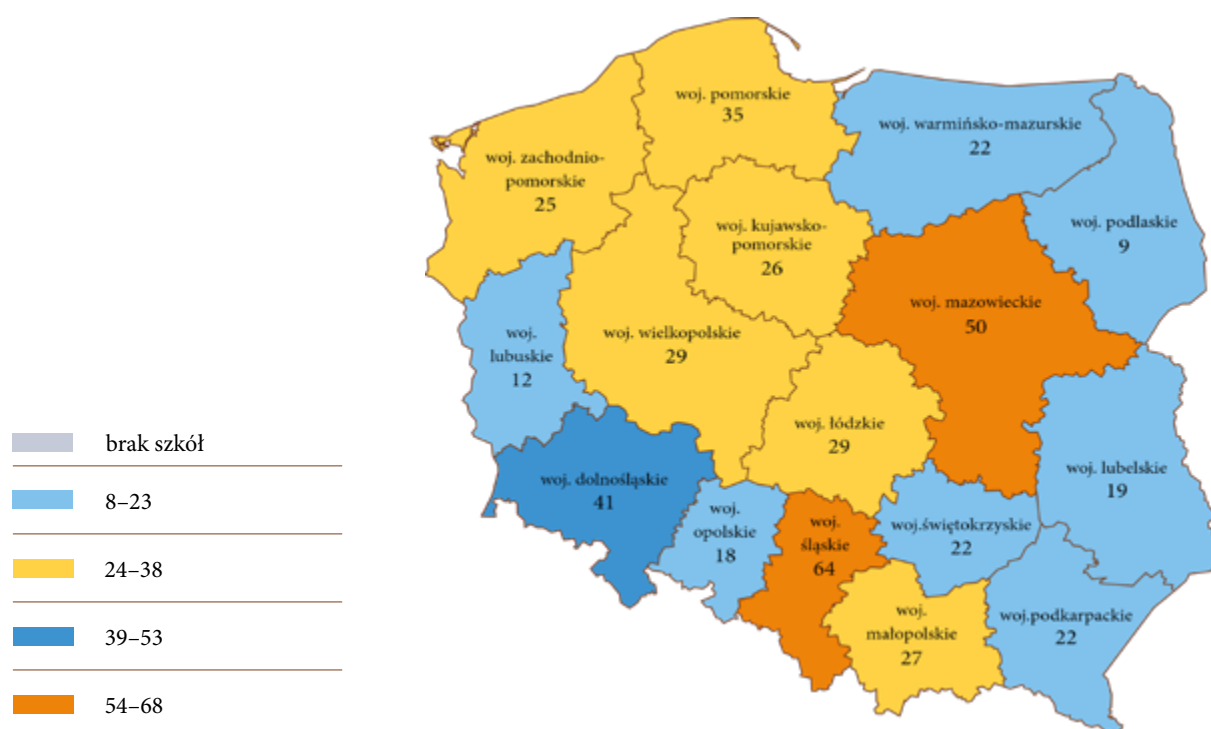 woj. pomorskie
35
woj. warmińsko-mazurskie
22
woj. zachodnio-
pomorskie
25
woj. podlaskie
9
woj. kujawsko-
pomorskie
26
woj. mazowieckie
50
woj.
lubuskie
12
woj. wielkopolskie
29
woj. łódzkie
29
woj. lubelskie
19
woj. dolnośląskie
41
woj.
opolskie
18
woj.
śląskie
64
woj.świętokrzyskie
22
woj.
małopolskie
27
woj.podkarpackie
22
brak szkół
8–23
24–38
39–53
54–68